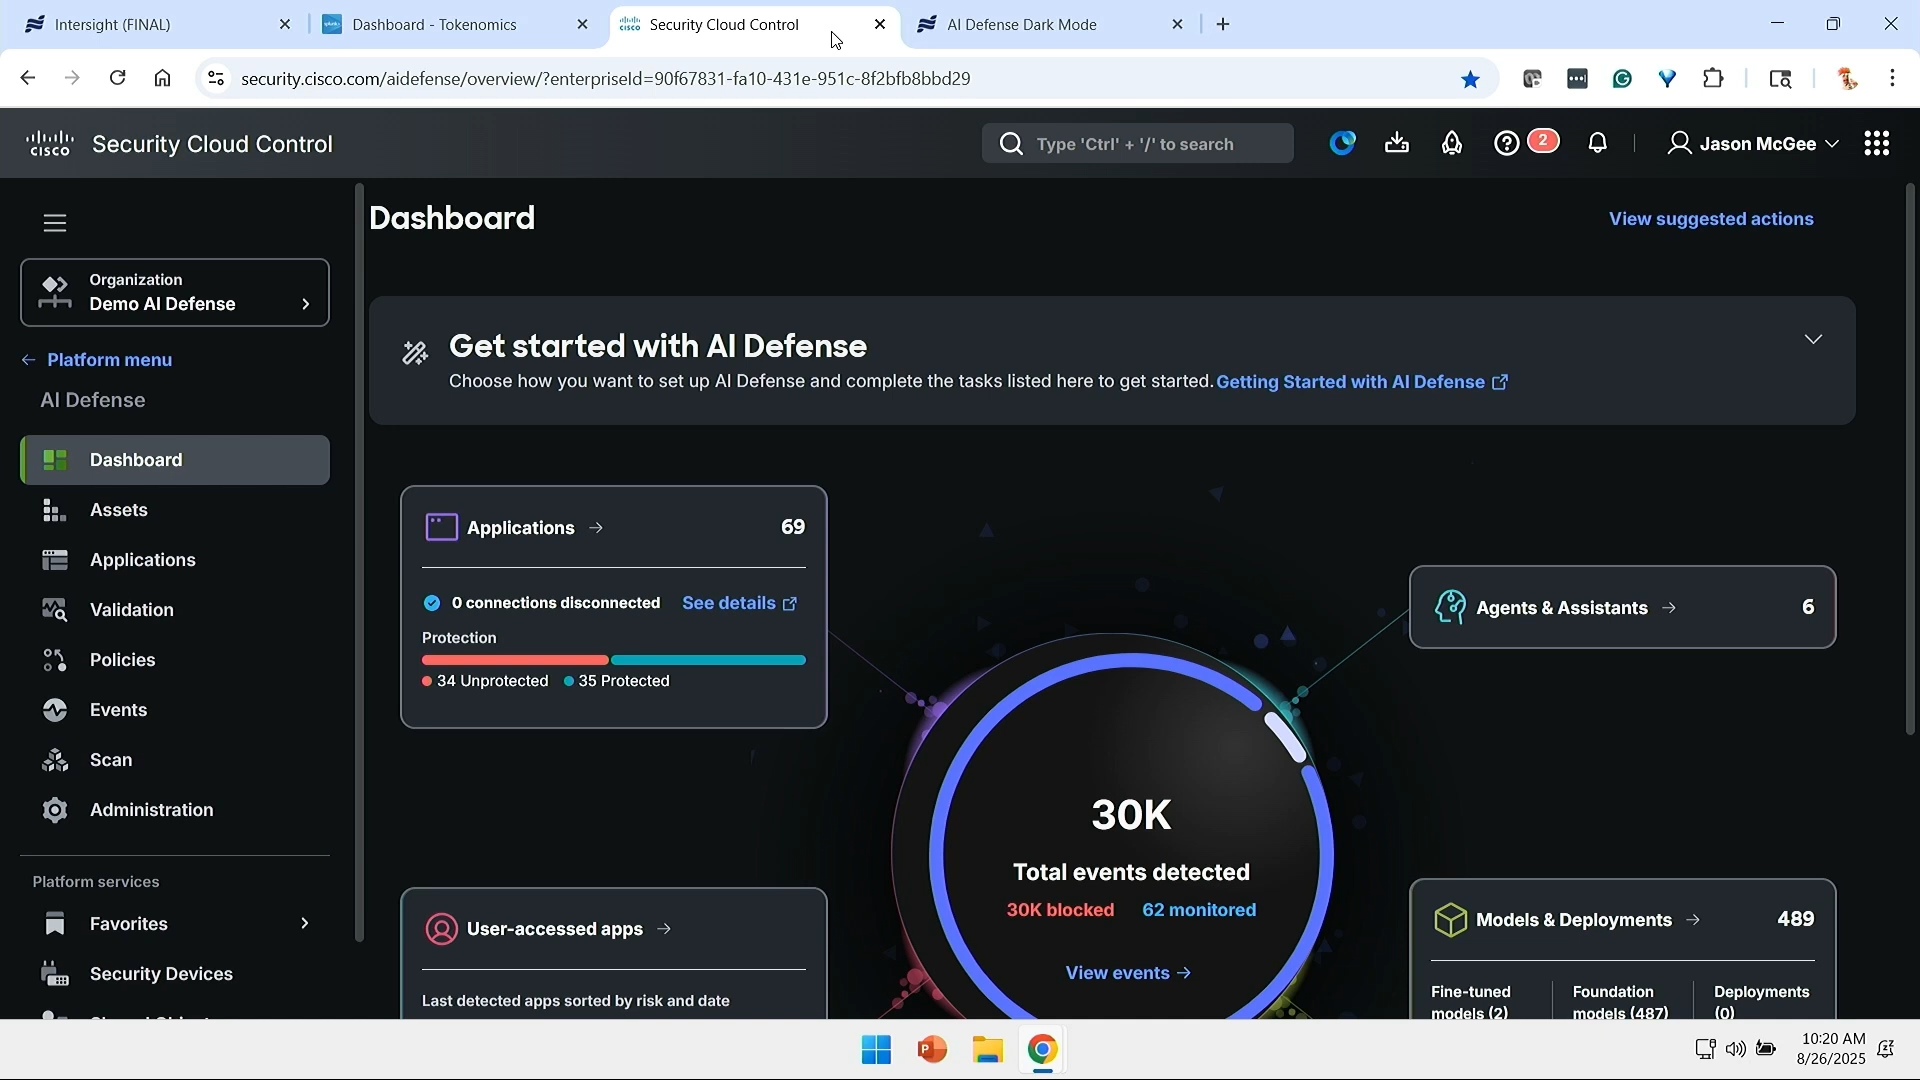 Intersight (FINAL)
Dashboard - Tokenomics
Security Cloud Control
AI Defense Dark Mode
security.cisco.com/aidefense/overview/?enterpriseId=90f67831-fa10-431e-951c-8f2bfb8bbd29
cisco
Security Cloud Control
Type 'Ctrl' + '/' to search
2
Jason McGee
Dashboard
View suggested actions
Organization
Demo AI Defense
Platform menu
AI Defense
Dashboard
Assets
Applications
Validation
Policies
Events
Scan
Administration
Platform services
Favorites
Security Devices
Get started with AI Defense
Choose how you want to set up AI Defense and complete the tasks listed here to get started. Getting Started with AI Defense
Applications → 69
0 connections disconnected See details
Protection
34 Unprotected 35 Protected
Agents & Assistants → 6
30K
Total events detected
30K blocked 62 monitored
View events →
User-accessed apps →
Last detected apps sorted by risk and date
Models & Deployments → 489
Fine-tuned
models (2)
Foundation
models (487)
Deployments
(0)
10:20 AM
8/26/2025